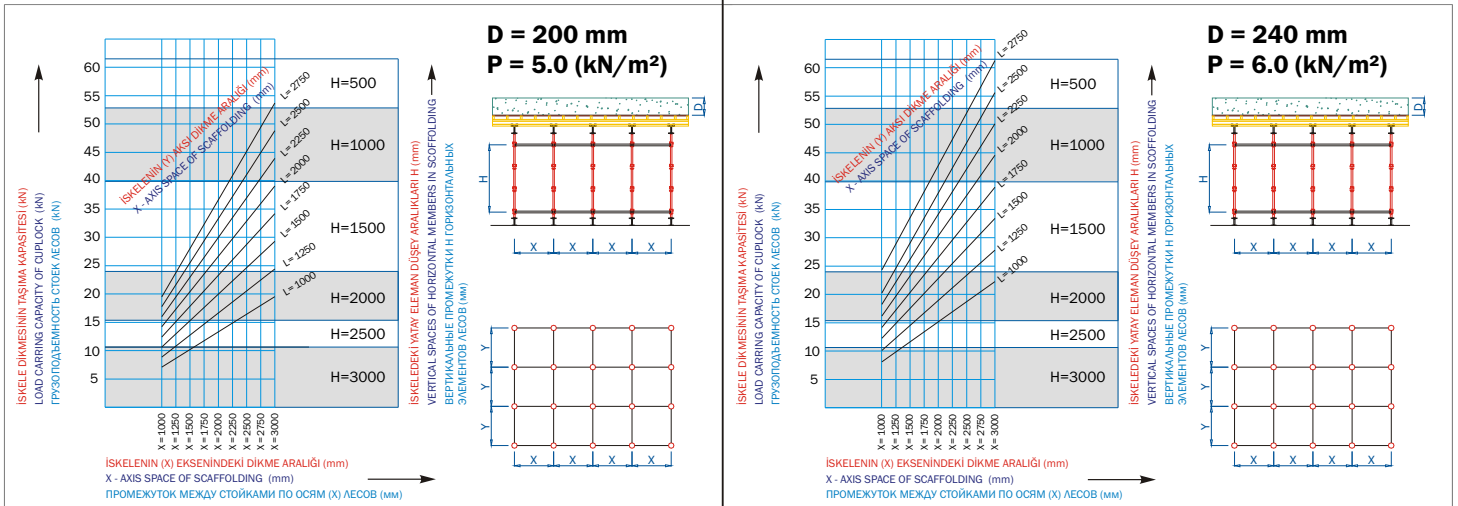 D = 200 mm
P = 5.0 (kN/m²)
60
55
50
45
40
35
30
25
20
15
10
5
İSKELENİN (Y) AKSI DİKME ARALIĞI (mm)
X - AXIS SPACE OF SCAFFOLDING (mm)
L= 2750
L= 2500
L= 2250
L= 2000
L= 1750
L= 1500
L= 1250
L= 1000
H=500
H=1000
H=1500
H=2000
H=2500
H=3000
İSKELE DİKMESİNİN TAŞIMA KAPASİTESİ (kN)
LOAD CARRING CAPACITY OF CUPLOCK (kN)
ГРУЗОПОДЪЕМНОСТЬ СТОЕК ЛЕСОВ (kN)
İSKELEDEKİ YATAY ELEMAN DÜŞEY ARALIKLARI H (mm)
VERTICAL SPACES OF HORIZONTAL MEMBERS IN SCOFFOLDING
ВЕРТИКАЛЬНЫЕ ПРОМЕЖУТКИ H ГОРИЗОНТАЛЬНЫХ
ЭЛЕМЕНТОВ ЛЕСОВ (мм)
X = 1000
X = 1250
X = 1500
X = 1750
X = 2000
X = 2250
X = 2500
X = 2750
X = 3000
İSKELENIN (X) EKSENİNDEKİ DİKME ARALIĞI (mm)
X - AXIS SPACE OF SCAFFOLDING (mm)
ПРОМЕЖУТОК МЕЖДУ СТОЙКАМИ ПО ОСЯМ (X) ЛЕСОВ (мм)
D
H
X X X X
Y
Y
Y
X X X X
D = 240 mm
P = 6.0 (kN/m²)
60
55
50
45
40
35
30
25
20
15
10
5
İSKELENİN (Y) AKSI DİKME ARALIĞI (mm)
X - AXIS SPACE OF SCAFFOLDING (mm)
L= 2750
L= 2500
L= 2250
L= 2000
L= 1750
L= 1500
L= 1250
L= 1000
H=500
H=1000
H=1500
H=2000
H=2500
H=3000
İSKELE DİKMESİNİN TAŞIMA KAPASİTESİ (kN)
LOAD CARRING CAPACITY OF CUPLOCK (kN)
ГРУЗОПОДЪЕМНОСТЬ СТОЕК ЛЕСОВ (kN)
İSKELEDEKİ YATAY ELEMAN DÜŞEY ARALIKLARI H (mm)
VERTICAL SPACES OF HORIZONTAL MEMBERS IN SCOFFOLDING
ВЕРТИКАЛЬНЫЕ ПРОМЕЖУТКИ H ГОРИЗОНТАЛЬНЫХ
ЭЛЕМЕНТОВ ЛЕСОВ (мм)
X = 1000
X = 1250
X = 1500
X = 1750
X = 2000
X = 2250
X = 2500
X = 2750
X = 3000
İSKELENIN (X) EKSENİNDEKİ DİKME ARALIĞI (mm)
X - AXIS SPACE OF SCAFFOLDING (mm)
ПРОМЕЖУТОК МЕЖДУ СТОЙКАМИ ПО ОСЯМ (X) ЛЕСОВ (мм)
D
H
X X X X
Y
Y
Y
X X X X